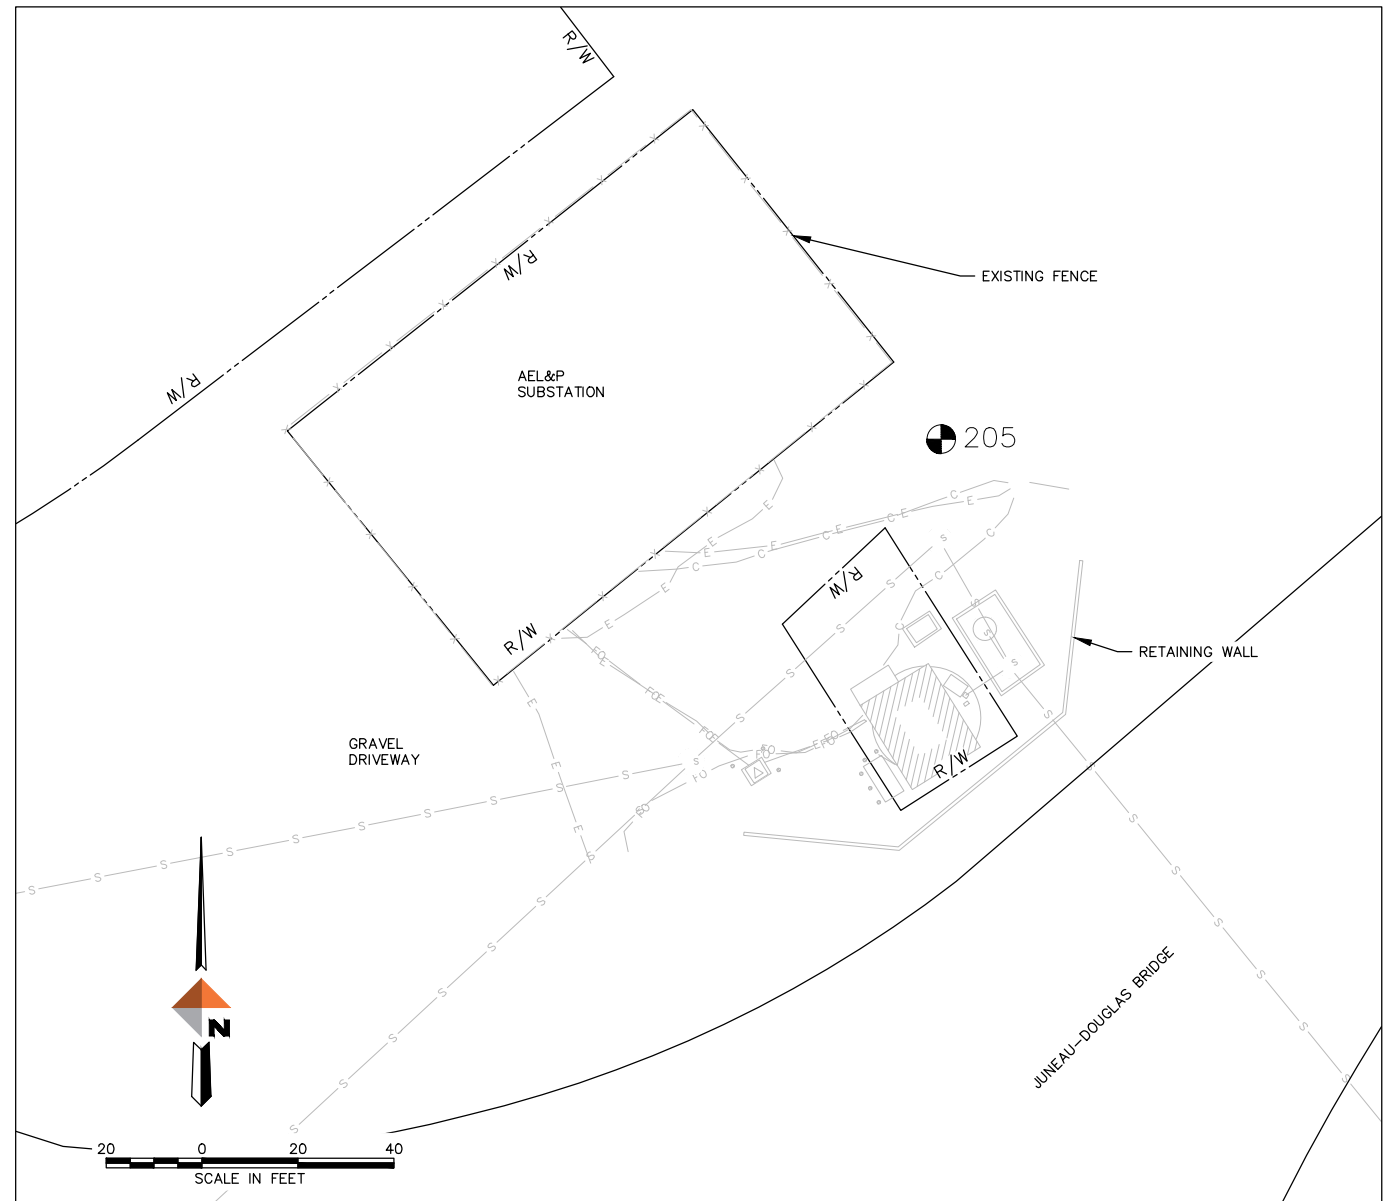 R/W
R/W
EXISTING FENCE
R/W
AEL&P
SUBSTATION
205
R/W
R/W
RETAINING WALL
GRAVEL
DRIVEWAY
R/W
JUNEAU-DOUGLAS BRIDGE
N
20 0 20 40
SCALE IN FEET